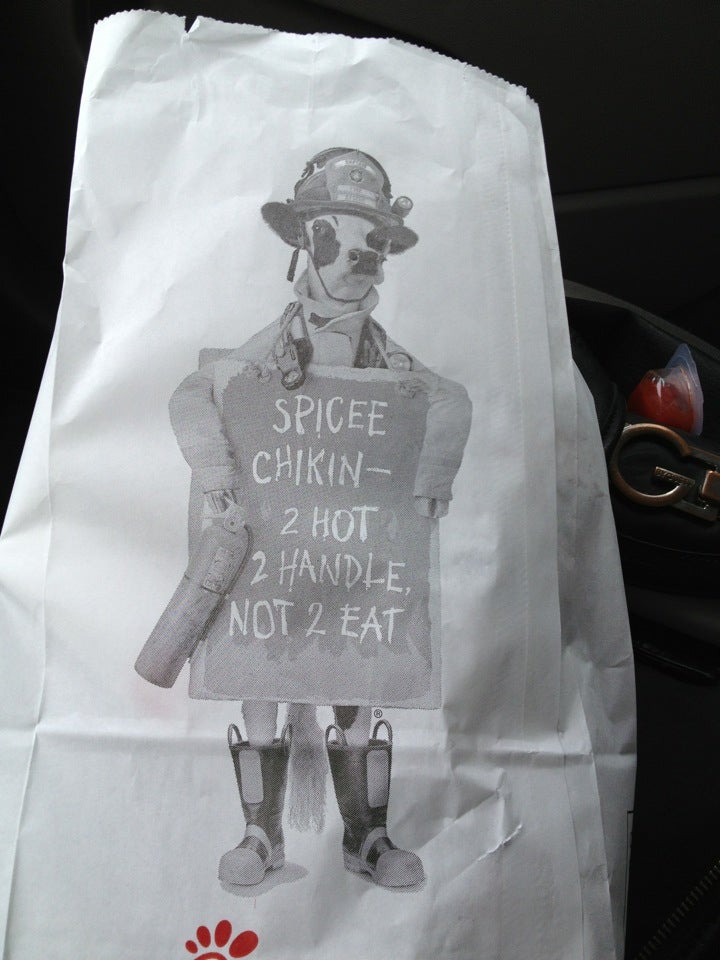 SPICEE
CHIKIN—
2 HOT
2 HANDLE,
NOT 2 EAT
®